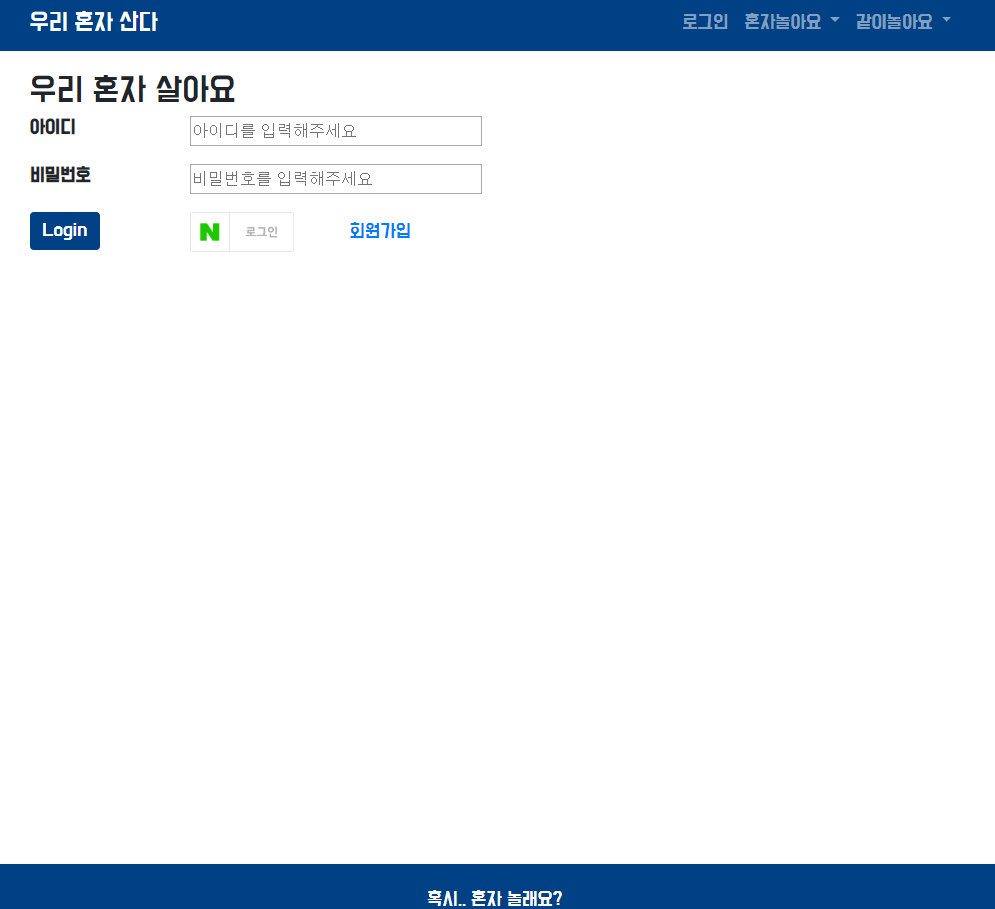 우리 혼자 산다 로그인 혼자놀아요 같이놀아요
우리 혼자 살아요
아이디 아이디를 입력해주세요
비밀번호 비밀번호를 입력해주세요
Login N 로그인 회원가입
혹시.. 혼자 놀래요?